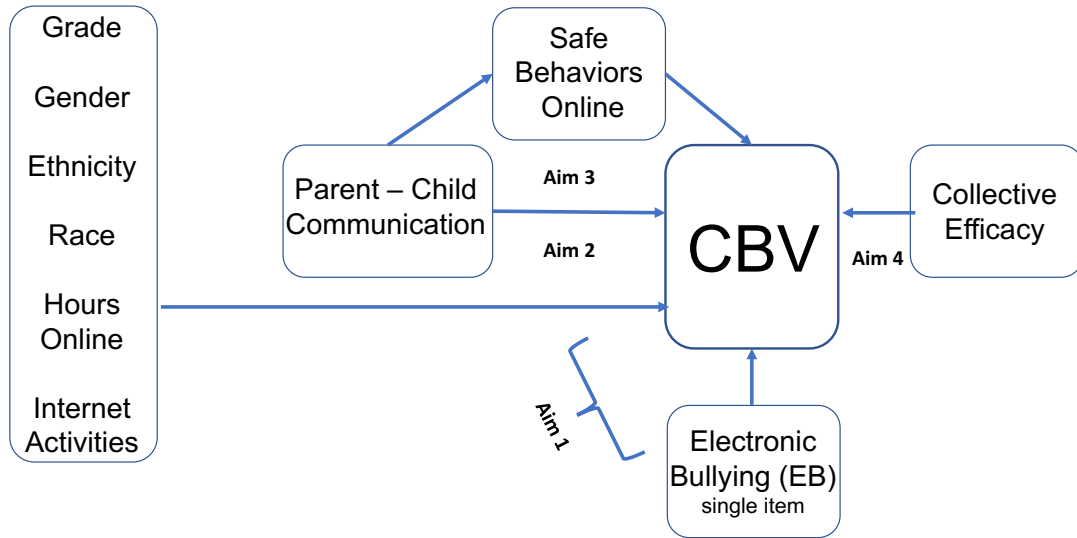 Grade
Gender
Ethnicity
Race
Hours
Online
Internet
Activities
Safe
Behaviors
Online
Parent – Child
Communication
Aim 3
Aim 2
CBV
Aim 4
Collective
Efficacy
Aim 1
Electronic
Bullying (EB)
single item